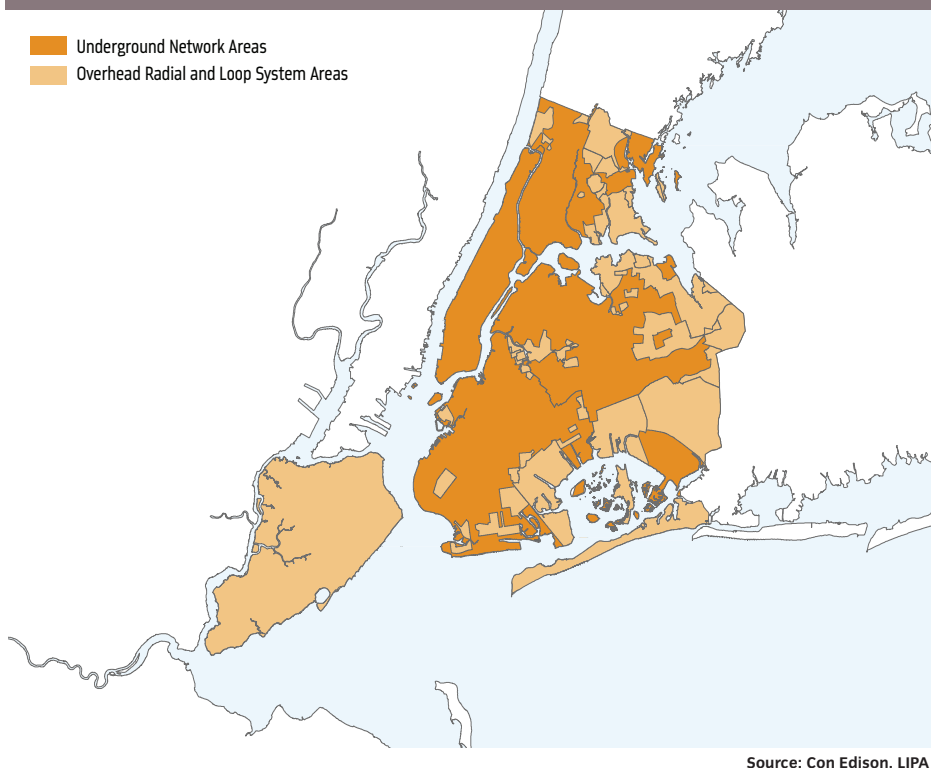 Underground Network Areas
Overhead Radial and Loop System Areas
Source: Con Edison, LIPA